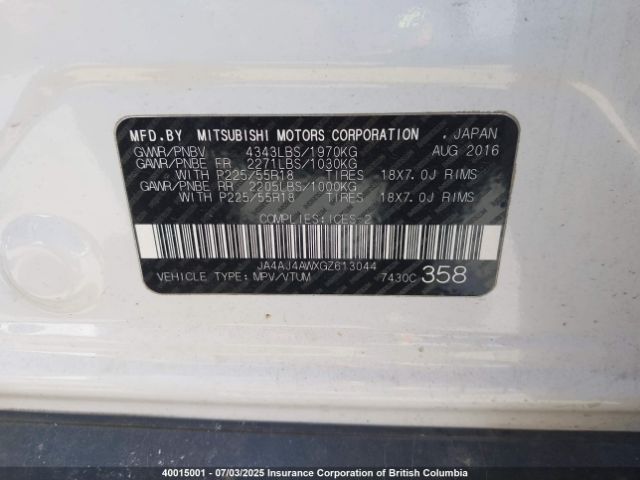 MFD.BY MITSUBISHI MOTORS CORPORATION , JAPAN
GVWR/PNBV 4343LBS/1970KG AUG 2016
GAWR/PNBE FR 2271LBS/1030KG
WITH P225/55R18 TIRES 18X7.0J RIMS
GAWR/PNBE RR 2205LBS/1000KG
WITH P225/55R18 TIRES 18X7.0J RIMS
COMPLIES:ICES-2
JA4AJ4AWXGZ613044
VEHICLE TYPE:MPV/VTUM 7430C 358
40015001 - 07/03/2025 Insurance Corporation of British Columbia